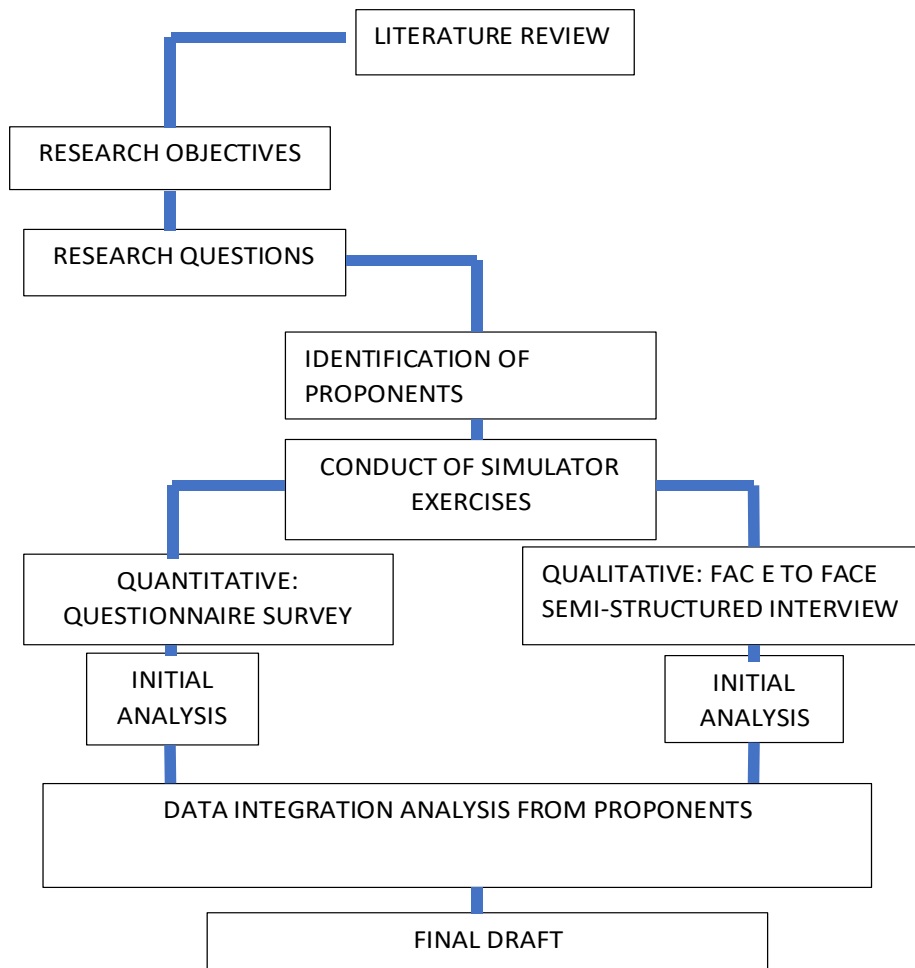 LITERATURE REVIEW
RESEARCH OBJECTIVES
RESEARCH QUESTIONS
IDENTIFICATION OF
PROPONENTS
CONDUCT OF SIMULATOR
EXERCISES
QUANTITATIVE:
QUESTIONNAIRE SURVEY
QUALITATIVE: FAC E TO FACE
SEMI-STRUCTURED INTERVIEW
INITIAL
ANALYSIS
INITIAL
ANALYSIS
DATA INTEGRATION ANALYSIS FROM PROPONENTS
FINAL DRAFT